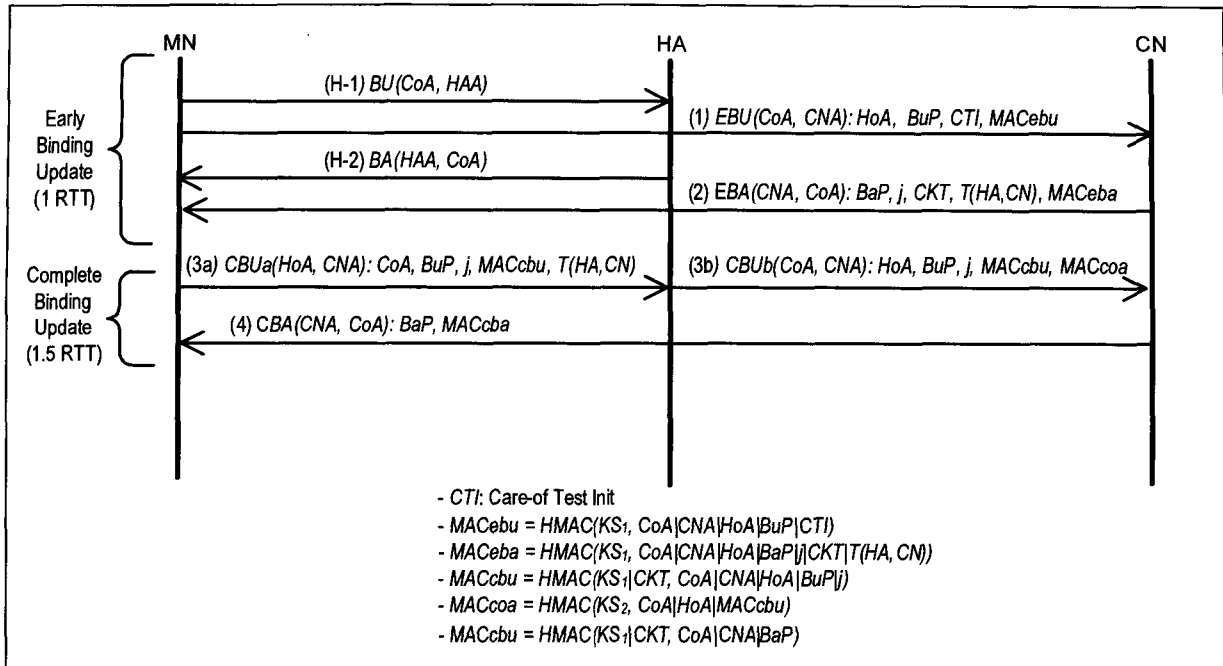 MN
HA
CN
(H-1) BU(CoA, HAA)
Early
Binding
Update
(1 RTT)
(1) EBU(CoA, CNA): HoA, BuP, CTI, MACebu
(H-2) BA(HAA, CoA)
(2) EBA(CNA, CoA): BaP, j, CKT, T(HA,CN), MACeba
Complete
Binding
Update
(1.5 RTT)
(3a) CBUa(HoA, CNA): CoA, BuP, j, MACcbu, T(HA,CN)
(3b) CBUb(CoA, CNA): HoA, BuP, j, MACcbu, MACcoa
(4) CBA(CNA, CoA): BaP, MACcba
- CTI: Care-of Test Init
- MACebu = HMAC(KS₁, CoA|CNA|HoA|BuP|CTI)
- MACeba = HMAC(KS₁, CoA|CNA|HoA|BaP|j|CKT|T(HA, CN))
- MACcbu = HMAC(KS₁|CKT, CoA|CNA|HoA|BuP|j)
- MACcoa = HMAC(KS₂, CoA|HoA|MACcbu)
- MACcbu = HMAC(KS₁|CKT, CoA|CNA|BaP)